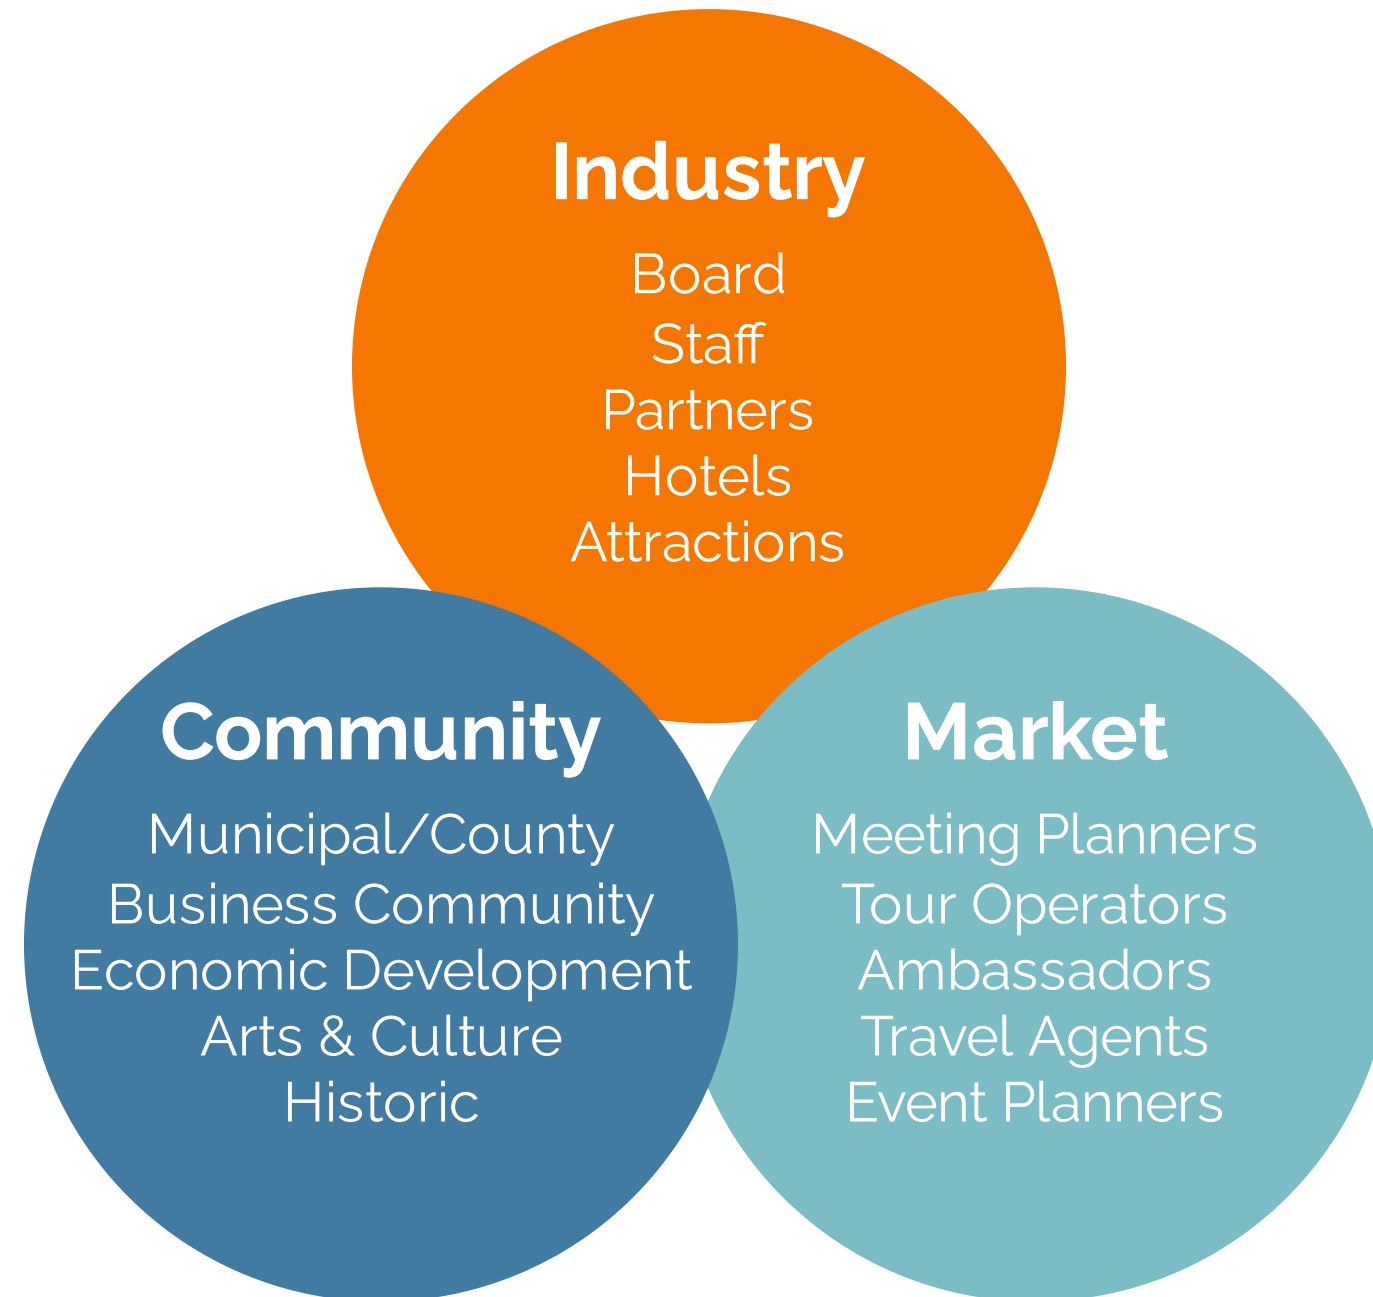 Industry
Board
Staff
Partners
Hotels
Attractions
Community
Municipal/County
Business Community
Economic Development
Arts & Culture
Historic
Market
Meeting Planners
Tour Operators
Ambassadors
Travel Agents
Event Planners